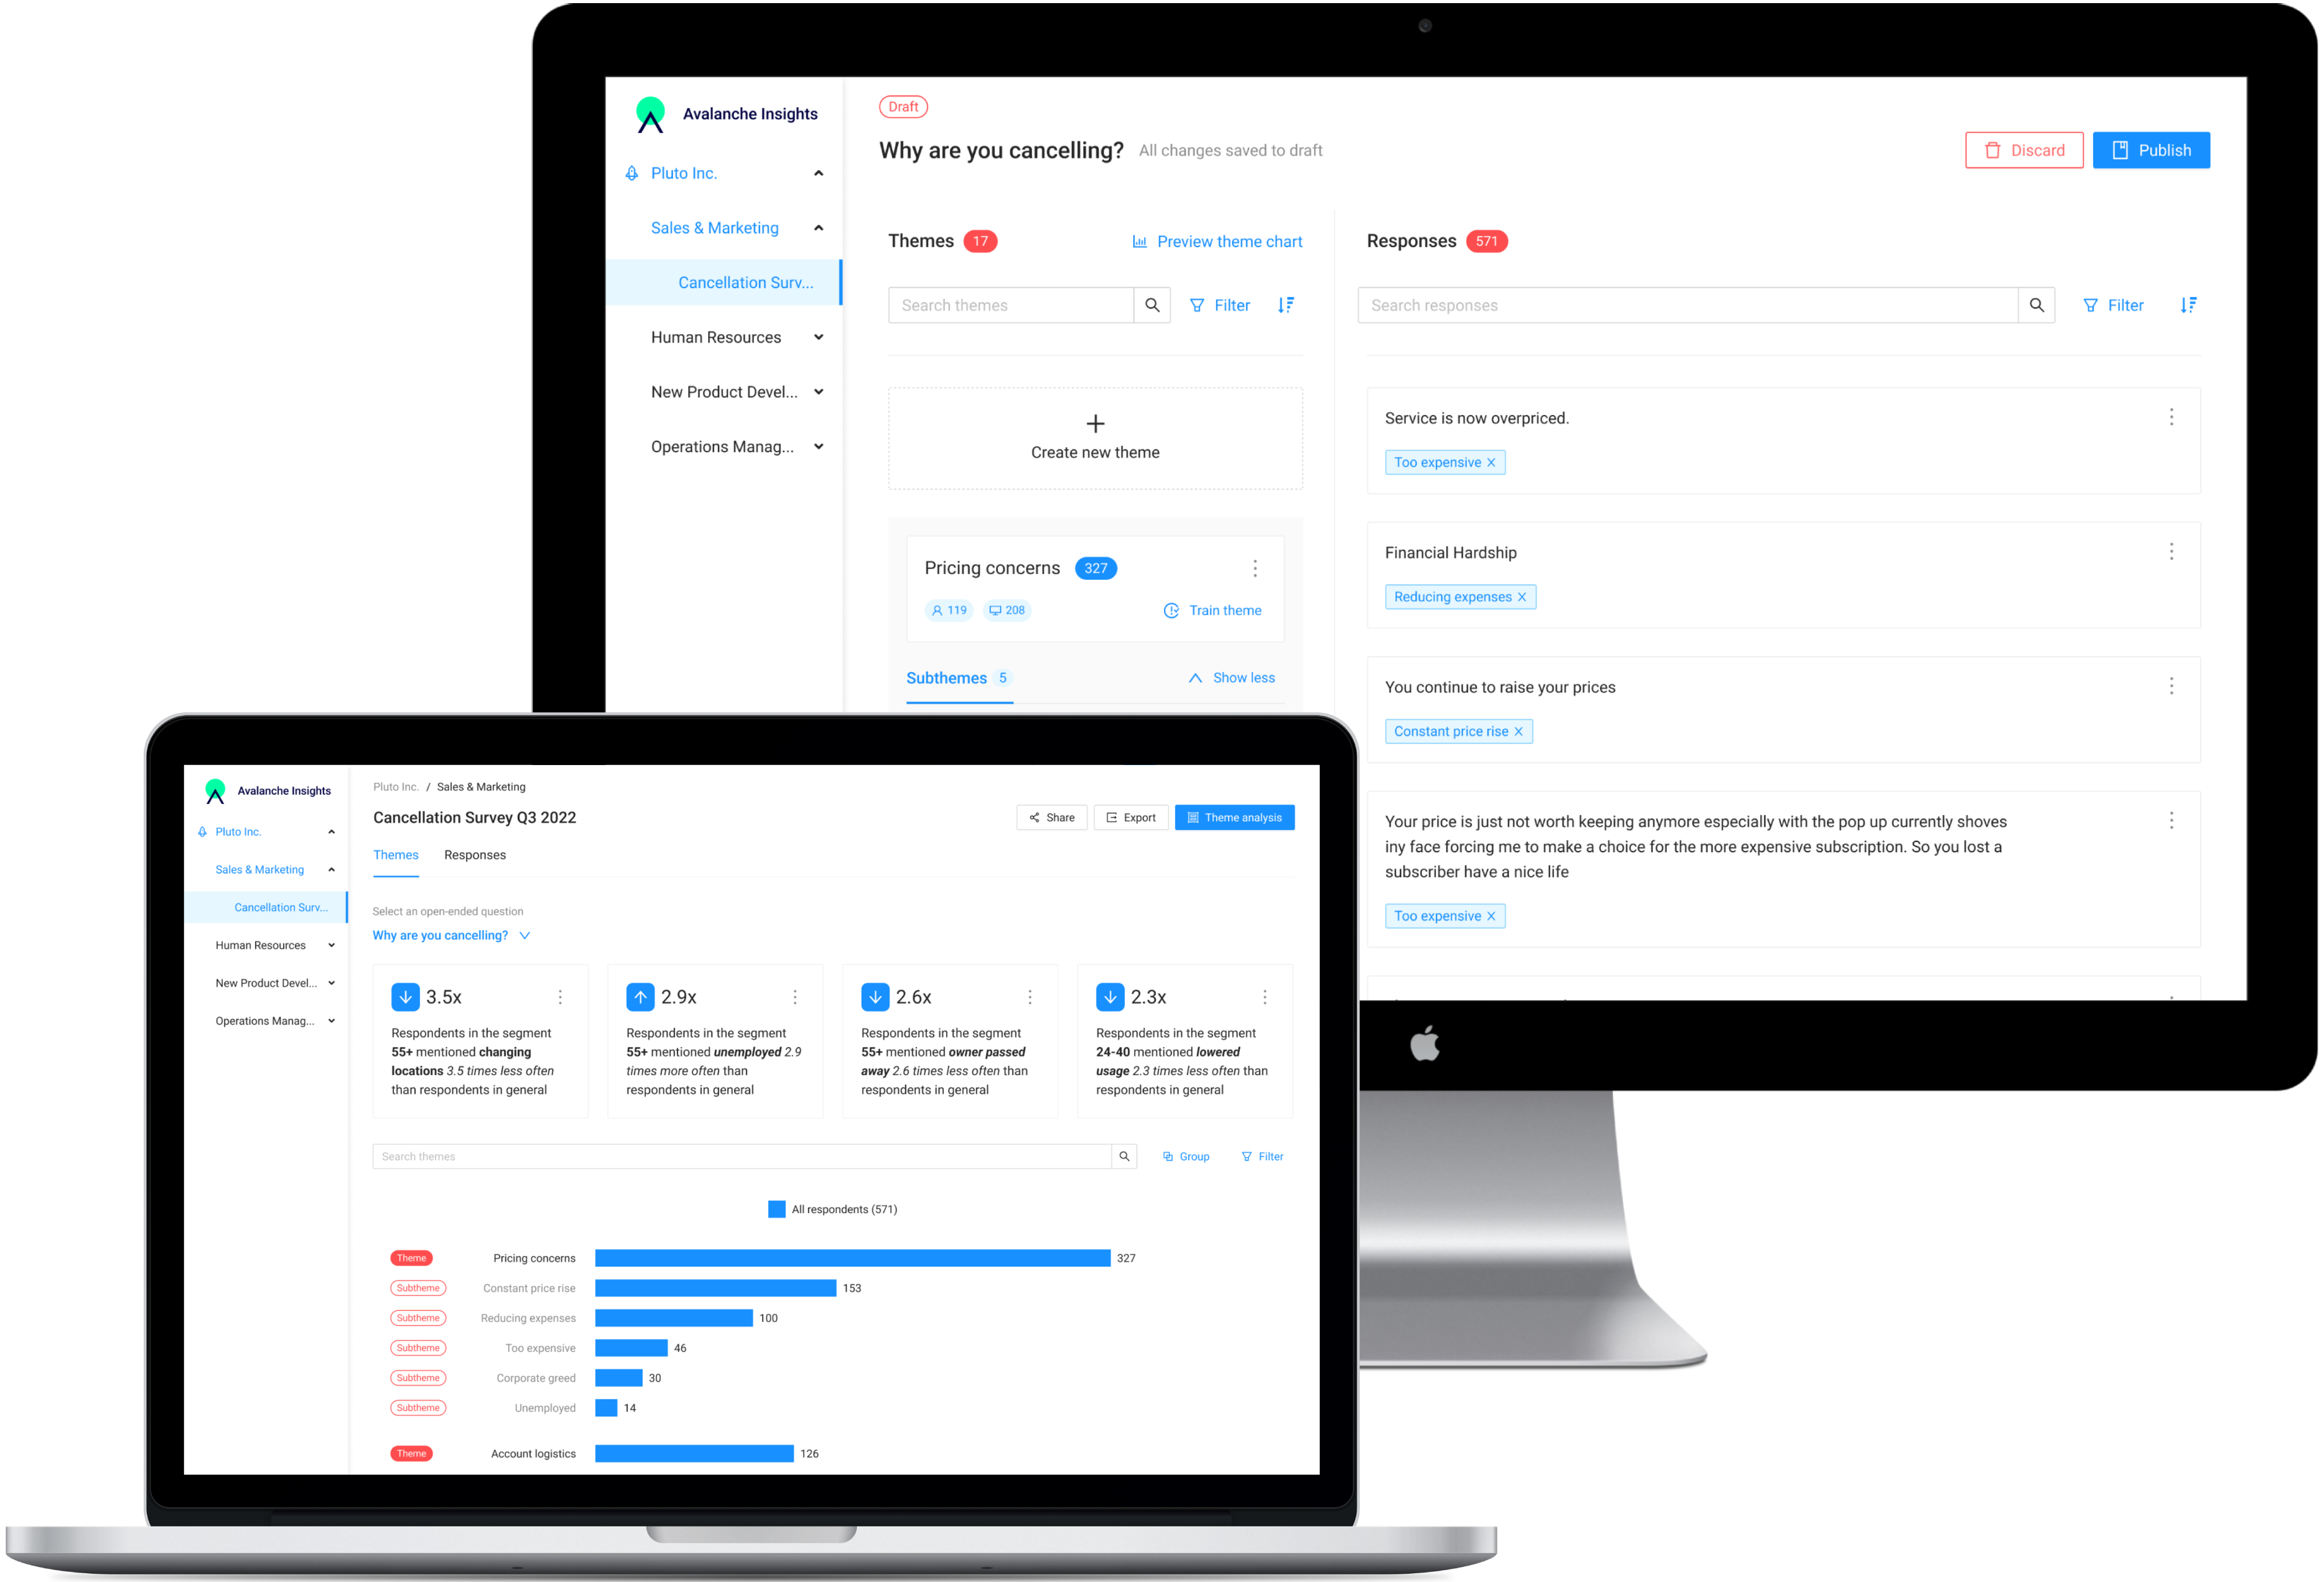 Avalanche Insights
Pluto Inc.
Sales & Marketing
Cancellation Surv...
Human Resources
New Product Devel...
Operations Manag...
Draft
Why are you cancelling? All changes saved to draft
Discard
Publish
Themes 17
Preview theme chart
Search themes
Filter
Create new theme
Pricing concerns 327
119 208
Train theme
Subthemes 5
Show less
Responses 571
Search responses
Filter
Service is now overpriced.
Too expensive X
Financial Hardship
Reducing expenses X
You continue to raise your prices
Constant price rise X
Your price is just not worth keeping anymore especially with the pop up currently shoves
iny face forcing me to make a choice for the more expensive subscription. So you lost a
subscriber have a nice life
Too expensive X
Avalanche Insights
Pluto Inc.
Sales & Marketing
Cancellation Surv...
Human Resources
New Product Devel...
Operations Manag...
Pluto Inc. / Sales & Marketing
Cancellation Survey Q3 2022
Share
Export
Theme analysis
Themes Responses
Select an open-ended question
Why are you cancelling?
3.5x
Respondents in the segment
55+ mentioned changing
locations 3.5 times less often
than respondents in general
2.9x
Respondents in the segment
55+ mentioned unemployed 2.9
times more often than
respondents in general
2.6x
Respondents in the segment
55+ mentioned owner passed
away 2.6 times less often than
respondents in general
2.3x
Respondents in the segment
24-40 mentioned lowered
usage 2.3 times less often than
respondents in general
Search themes
Group
Filter
All respondents (571)
Theme Pricing concerns 327
Subtheme Constant price rise 153
Subtheme Reducing expenses 100
Subtheme Too expensive 46
Subtheme Corporate greed 30
Subtheme Unemployed 14
Theme Account logistics 126